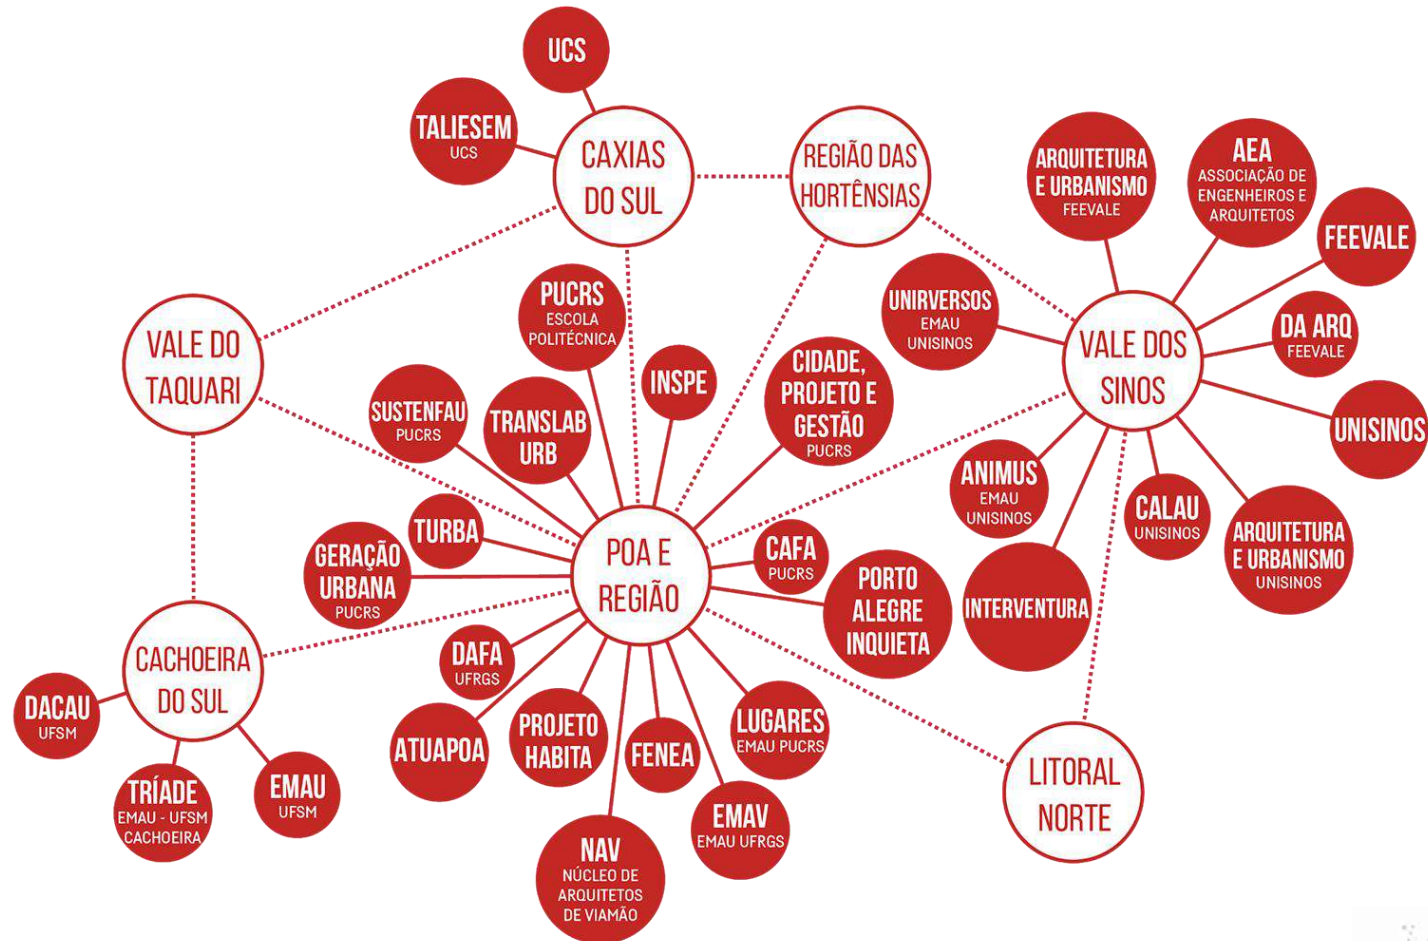 UCS
TALIESEM
UCS
CAXIAS
DO SUL
REGIÃO DAS
HORTÊNSIAS
ARQUITETURA
E URBANISMO
FEEVALE
AEA
ASSOCIAÇÃO DE
ENGENHEIROS E
ARQUITETOS
FEEVALE
UNIRVERSOS
EMAU
UNISINOS
DA ARQ
FEEVALE
VALE DOS
SINOS
UNISINOS
VALE DO
TAQUARI
PUCRS
ESCOLA
POLITÉCNICA
INSPE
CIDADE,
PROJETO E
GESTÃO
PUCRS
SUSTENFAU
PUCRS
TRANSLAB
URB
ANIMUS
EMAU
UNISINOS
CALAU
UNISINOS
ARQUITETURA
E URBANISMO
UNISINOS
TURBA
GERAÇÃO
URBANA
PUCRS
POA E
REGIÃO
CAFA
PUCRS
PORTO
ALEGRE
INQUIETA
INTERVENTURA
CACHOEIRA
DO SUL
DAFA
UFRGS
DACAU
UFSM
ATUAPOA
PROJETO
HABITA
FENEA
LUGARES
EMAU PUCRS
LITORAL
NORTE
TRÍADE
EMAU - UFSM
CACHOEIRA
EMAU
UFSM
EMAV
EMAU UFRGS
NAV
NÚCLEO DE
ARQUITETOS
DE VIAMÃO